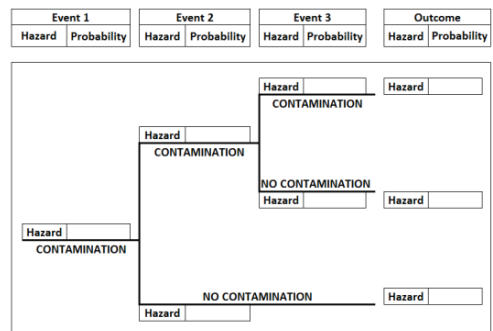 Event 1 Event 2 Event 3 Outcome
Hazard Probability Hazard Probability Hazard Probability Hazard Probability
Hazard Hazard
CONTAMINATION
Hazard
CONTAMINATION
NO CONTAMINATION
Hazard Hazard
Hazard
CONTAMINATION
NO CONTAMINATION Hazard
Hazard